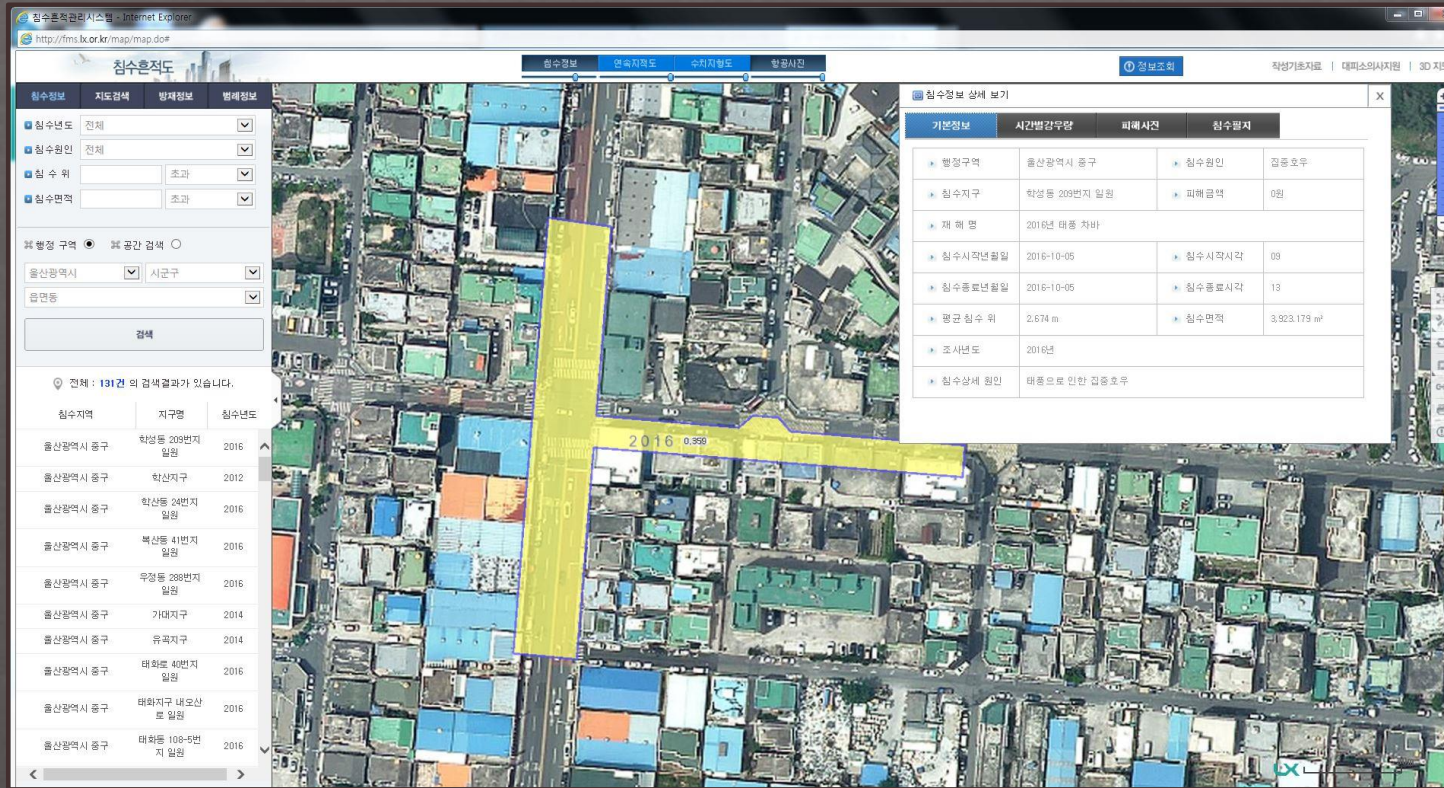 침수흔적관리시스템 - Internet Explorer
http://fms.lx.or.kr/map/map.do#
침수흔적도
침수정보 연속지적도 수치지형도 항공사진
정보조회
작성기초자료 | 대피소의사지원 | 3D 지도
침수정보 지도검색 방재정보 범례정보
침수년도 전체
침수원인 전체
침 수 위 초과
침수면적 초과
※ 행정 구역 ※ 공간 검색
울산광역시 시군구
읍면동
검색
전체 : 131건 의 검색결과가 있습니다.
침수지역 지구명 침수년도
울산광역시 중구 학성동 209번지 일원 2016
울산광역시 중구 학산지구 2012
울산광역시 중구 학산동 24번지 일원 2016
울산광역시 중구 복산동 41번지 일원 2016
울산광역시 중구 우정동 288번지 일원 2016
울산광역시 중구 가대지구 2014
울산광역시 중구 유곡지구 2014
울산광역시 중구 태화로 40번지 일원 2016
울산광역시 중구 태화지구 내오산로 일원 2016
울산광역시 중구 태화동 108-5번지 일원 2016
2016 0.359
침수정보 상세 보기 X
기본정보 시간별강우량 피해사진 침수필지
행정구역 울산광역시 중구 침수원인 집중호우
침수지구 학성동 209번지 일원 피해금액 0원
재 해 명 2016년 태풍 차바
침수시작년월일 2016-10-05 침수시작시각 09
침수종료년월일 2016-10-05 침수종료시각 13
평균 침수 위 2.674 m 침수면적 3,923.179 m²
조사년도 2016년
침수상세 원인 태풍으로 인한 집중호우
LX